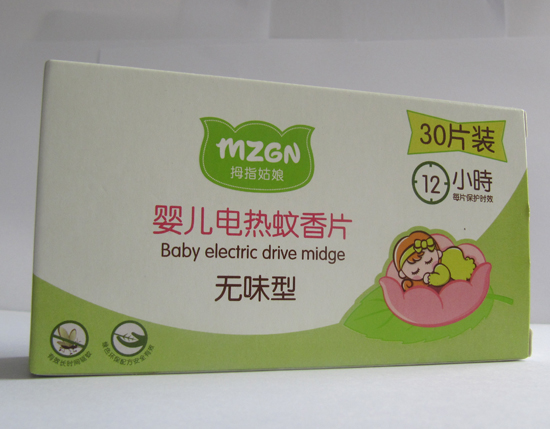 MZGN
拇指姑娘
30片装
12
小時
每片保护时效
婴儿电热蚊香片
Baby electric drive midge
无味型